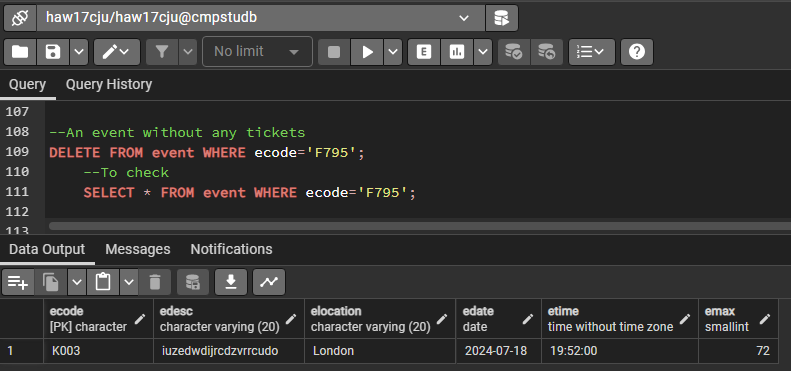 haw17cju/haw17cju@cmpstudb
No limit
E
Query Query History
107
108 --An event without any tickets
109 DELETE FROM event WHERE ecode='F795';
110 --To check
111 SELECT * FROM event WHERE ecode='F795';
112
113
Data Output Messages Notifications
ecode edesc elocation edate etime emax
[PK] character character varying (20) character varying (20) date time without time zone smallint
1 K003 iuzedwdijrcdzvrrcudo London 2024-07-18 19:52:00 72